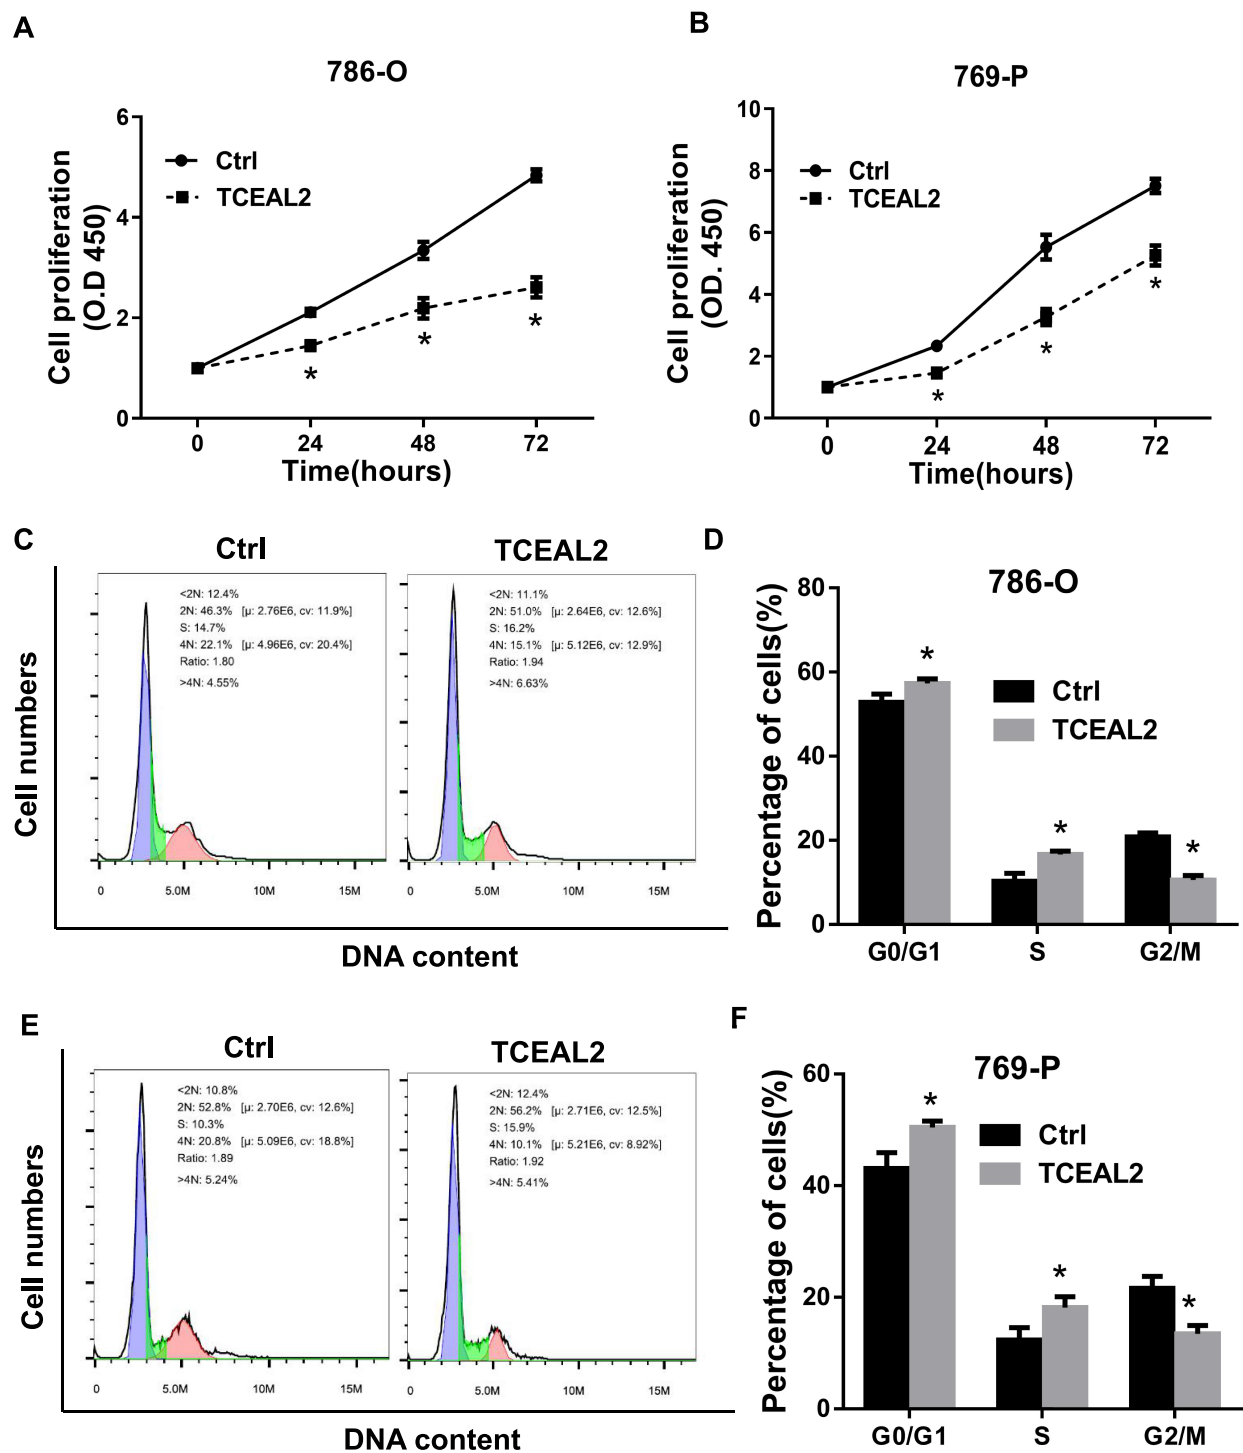 A
786-O
6
4
2
0
Cell proliferation
(O.D 450)
Ctrl
TCEAL2
*
*
*
0 24 48 72
Time(hours)
B
769-P
10
8
6
4
2
0
Cell proliferation
(OD. 450)
Ctrl
TCEAL2
*
*
*
0 24 48 72
Time(hours)
C
Ctrl
<2N: 12.4%
2N: 46.3% [µ: 2.76E6, cv: 11.9%]
S: 14.7%
4N: 22.1% [µ: 4.96E6, cv: 20.4%]
Ratio: 1.80
>4N: 4.55%
0 5.0M 10M 15M
TCEAL2
<2N: 11.1%
2N: 51.0% [µ: 2.64E6, cv: 12.6%]
S: 16.2%
4N: 15.1% [µ: 5.12E6, cv: 12.9%]
Ratio: 1.94
>4N: 6.63%
0 5.0M 10M 15M
Cell numbers
DNA content
D
786-O
80
60
40
20
0
Percentage of cells(%)
Ctrl
TCEAL2
*
*
*
G0/G1 S G2/M
E
Ctrl
<2N: 10.8%
2N: 52.8% [µ: 2.70E6, cv: 12.6%]
S: 10.3%
4N: 20.8% [µ: 5.09E6, cv: 18.8%]
Ratio: 1.89
>4N: 5.24%
0 5.0M 10M 15M
TCEAL2
<2N: 12.4%
2N: 56.2% [µ: 2.71E6, cv: 12.5%]
S: 15.9%
4N: 10.1% [µ: 5.21E6, cv: 8.92%]
Ratio: 1.92
>4N: 5.41%
0 5.0M 10M 15M
Cell numbers
DNA content
F
769-P
60
40
20
0
Percentage of cells(%)
Ctrl
TCEAL2
*
*
*
G0/G1 S G2/M